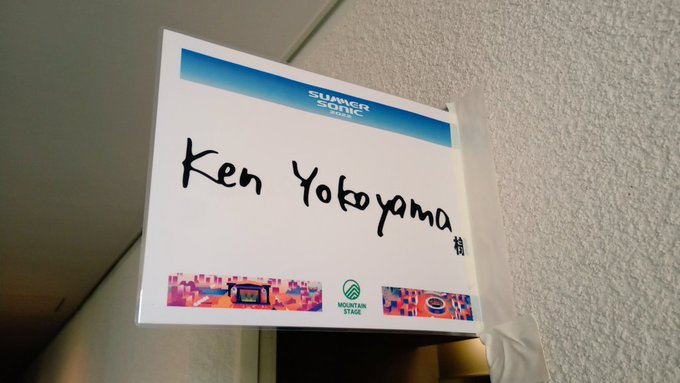 SUMMER
SONIC
2022
Ken Yokoyama 様
MOUNTAIN
STAGE